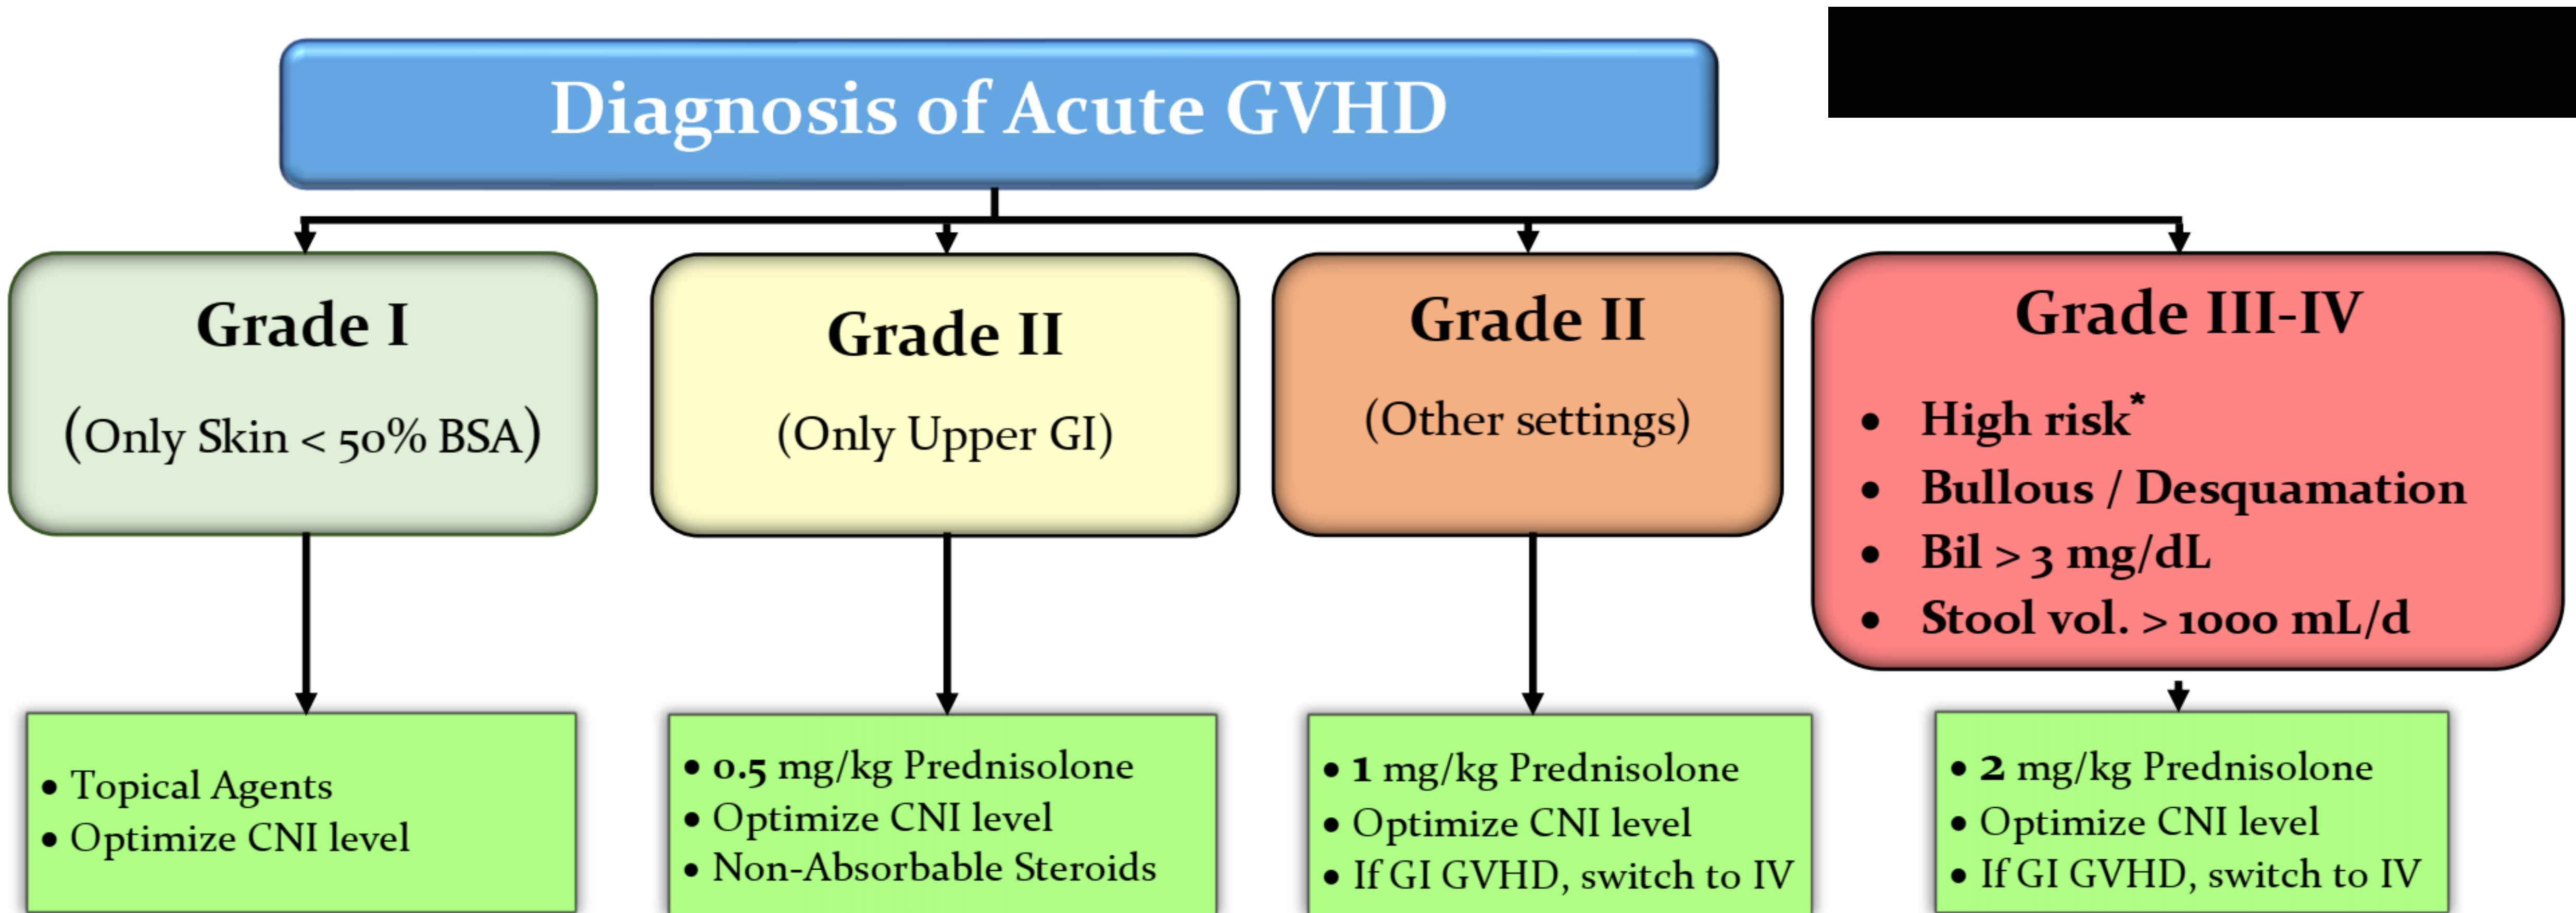 Diagnosis of Acute GVHD
Grade I
(Only Skin < 50% BSA)
Grade II
(Only Upper GI)
Grade II
(Other settings)
Grade III-IV
• High risk*
• Bullous / Desquamation
• Bil > 3 mg/dL
• Stool vol. > 1000 mL/d
• Topical Agents
• Optimize CNI level
• 0.5 mg/kg Prednisolone
• Optimize CNI level
• Non-Absorbable Steroids
• 1 mg/kg Prednisolone
• Optimize CNI level
• If GI GVHD, switch to IV
• 2 mg/kg Prednisolone
• Optimize CNI level
• If GI GVHD, switch to IV